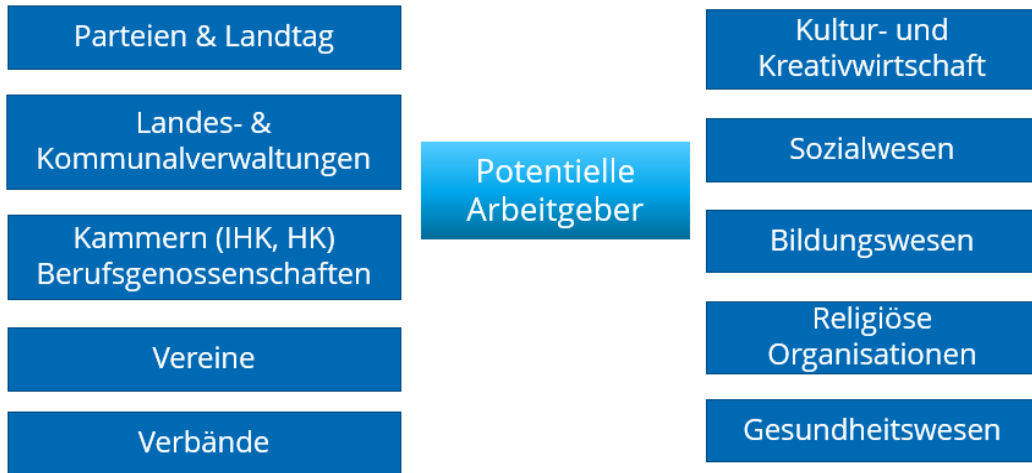 Parteien & Landtag
Landes- &
Kommunalverwaltungen
Kammern (IHK, HK)
Berufsgenossenschaften
Vereine
Verbände
Potentielle
Arbeitgeber
Kultur- und
Kreativwirtschaft
Sozialwesen
Bildungswesen
Religiöse
Organisationen
Gesundheitswesen